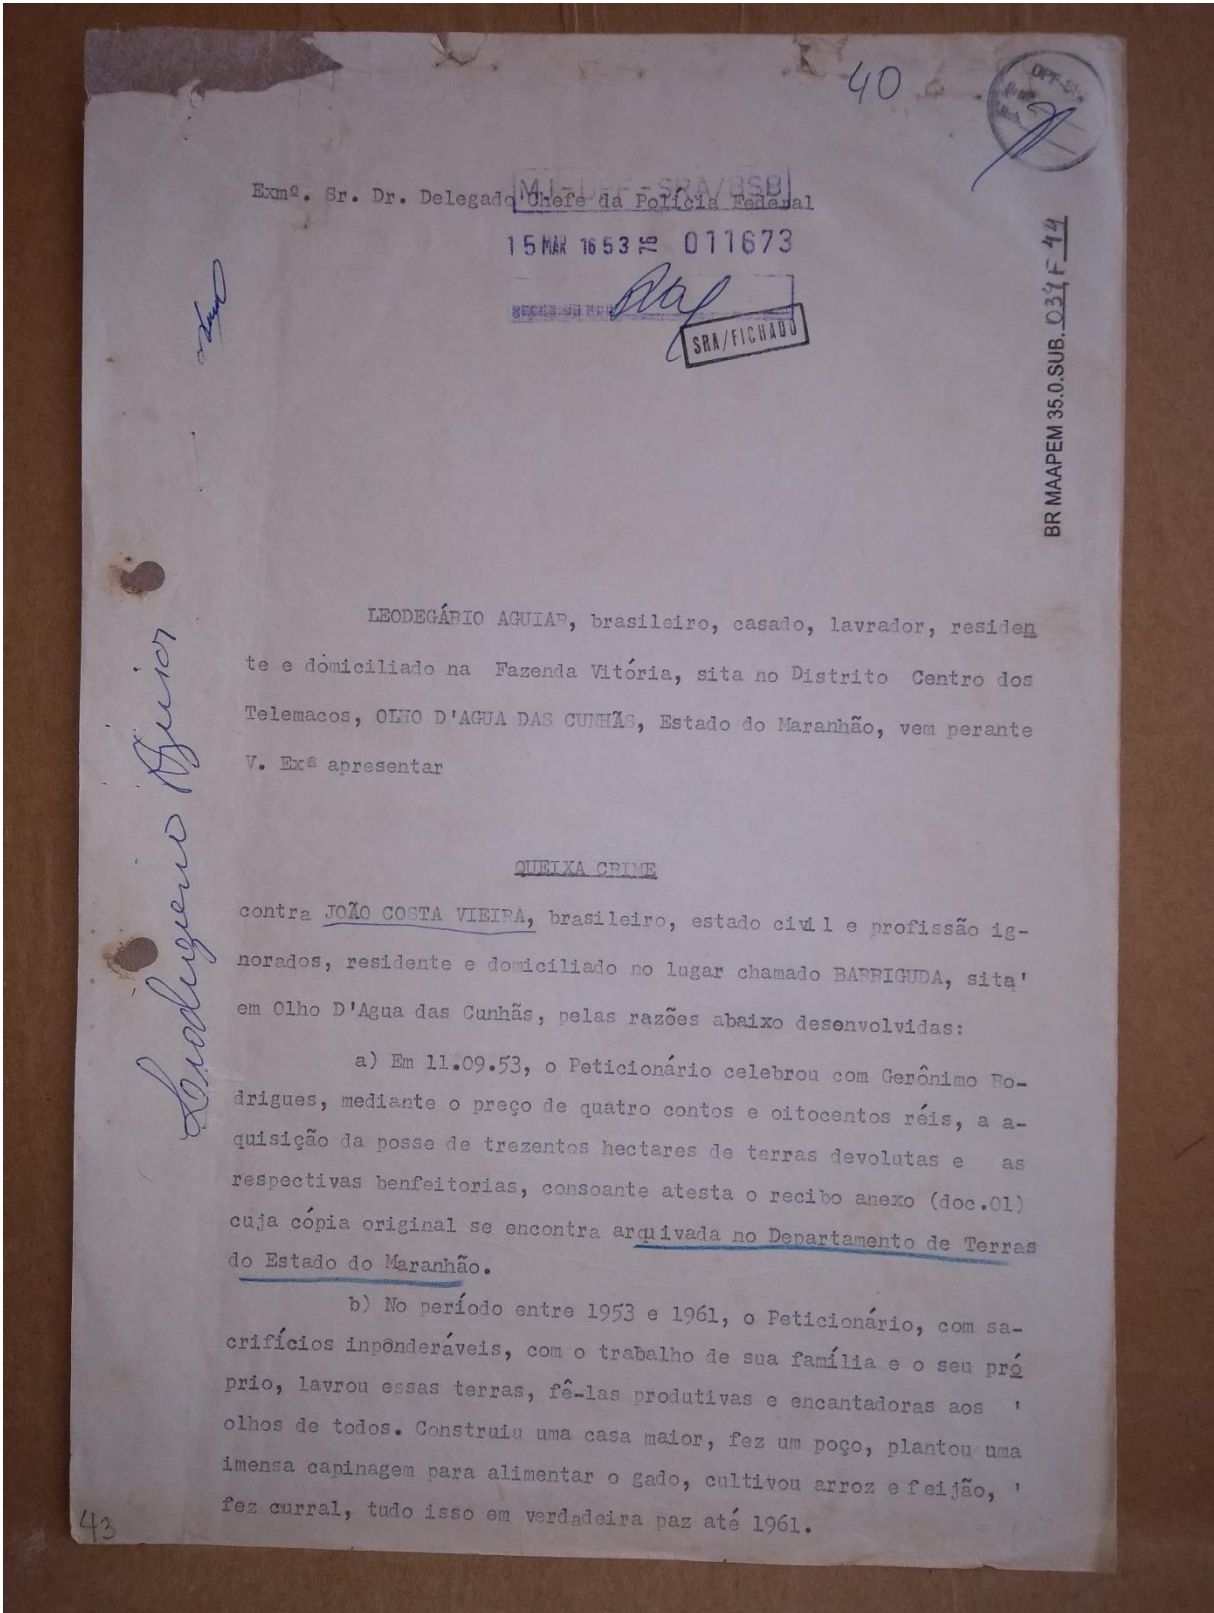 40
DPF-
Exmº. Sr. Dr. Delegado Chefe da Polícia Federal
MJ-DPF-SRA/BSB
15 MAR 1653 76 011673
SRA/FICHADO
BR MAAPEM 35.0.SUB. 039 F 44
LEODEGÁRIO AGUIAR, brasileiro, casado, lavrador, residen
te e domiciliado na Fazenda Vitória, sita no Distrito Centro dos
Telemacos, OLHO D'AGUA DAS CUNHÃS, Estado do Maranhão, vem perante
V. Exª apresentar
QUEIXA CRIME
contra JOÃO COSTA VIEIRA, brasileiro, estado civil e profissão ig-
norados, residente e domiciliado no lugar chamado BARRIGUDA, sita'
em Olho D'Agua das Cunhãs, pelas razões abaixo desenvolvidas:
a) Em 11.09.53, o Peticionário celebrou com Gerônimo Ro-
drigues, mediante o preço de quatro contos e oitocentos réis, a a-
quisição da posse de trezentos hectares de terras devolutas e as
respectivas benfeitorias, consoante atesta o recibo anexo (doc.01)
cuja cópia original se encontra arquivada no Departamento de Terras
do Estado do Maranhão.
b) No período entre 1953 e 1961, o Peticionário, com sa-
crifícios inpônderáveis, com o trabalho de sua família e o seu pró
prio, lavrou essas terras, fê-las produtivas e encantadoras aos '
olhos de todos. Construiu uma casa maior, fez um poço, plantou uma
imensa capinagem para alimentar o gado, cultivou arroz e feijão, '
fez curral, tudo isso em verdadeira paz até 1961.
43